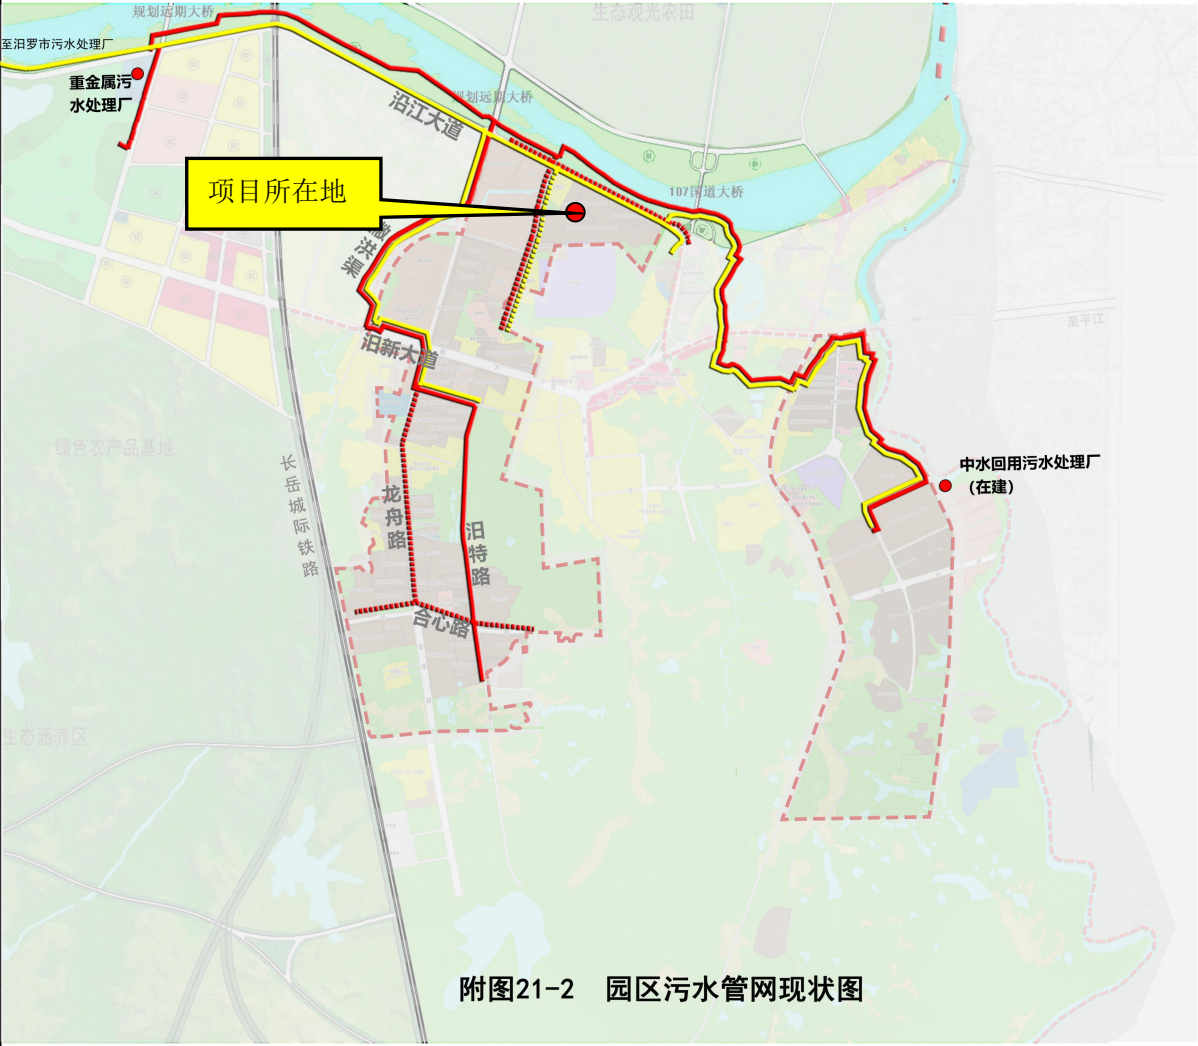 规划远期大桥
生态观光农田
至汨罗市污水处理厂
重金属污
水处理厂
沿江大道
规划远期大桥
项目所在地
107国道大桥
撇洪渠
至平江
汨新大道
绿色农产品基地
长岳城际铁路
中水回用污水处理厂
（在建）
龙舟路
汨特路
合心路
生态涵养区
附图21-2 园区污水管网现状图